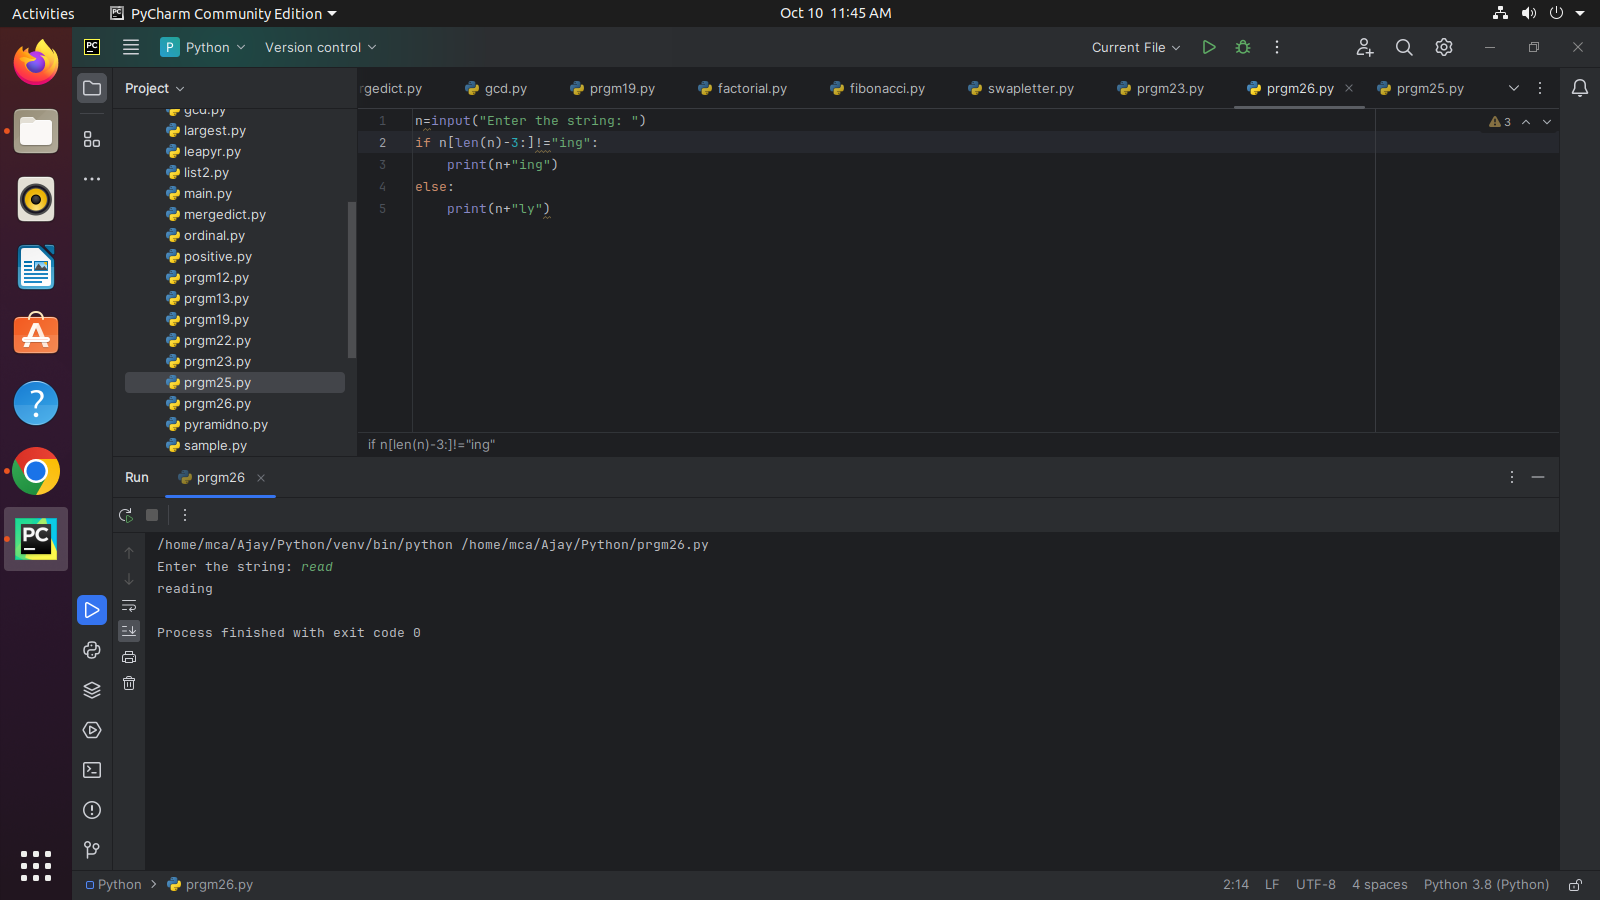 Activities PyCharm Community Edition Oct 10 11:45 AM
PC P Python Version control Current File
Project
rgedict.py gcd.py prgm19.py factorial.py fibonacci.py swapletter.py prgm23.py prgm26.py prgm25.py
gcd.py
largest.py
leapyr.py
list2.py
main.py
mergedict.py
ordinal.py
positive.py
prgm12.py
prgm13.py
prgm19.py
prgm22.py
prgm23.py
prgm25.py
prgm26.py
pyramidno.py
sample.py
1 n=input("Enter the string: ")
2 if n[len(n)-3:]!="ing":
3     print(n+"ing")
4 else:
5     print(n+"ly")
3
if n[len(n)-3:]!="ing"
Run prgm26
/home/mca/Ajay/Python/venv/bin/python /home/mca/Ajay/Python/prgm26.py
Enter the string: read
reading
Process finished with exit code 0
PC
Python prgm26.py 2:14 LF UTF-8 4 spaces Python 3.8 (Python)